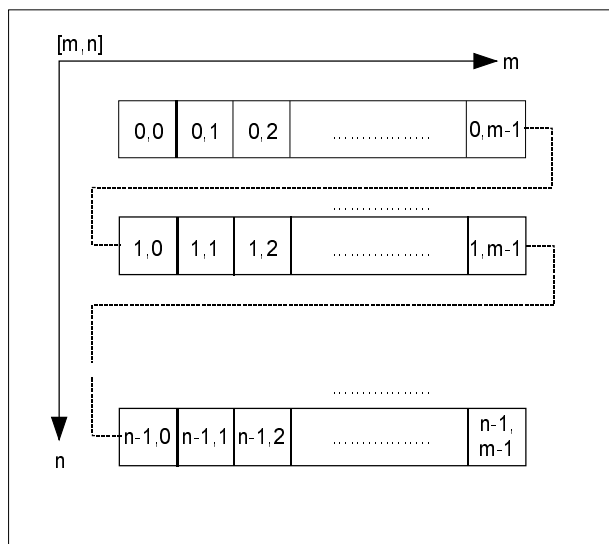 [m,n]
m
0,0 0,1 0,2 ................. 0,m-1
.................
1,0 1,1 1,2 ................. 1,m-1
.................
n-1,0 n-1,1 n-1,2 ................. n-1,
m-1
n